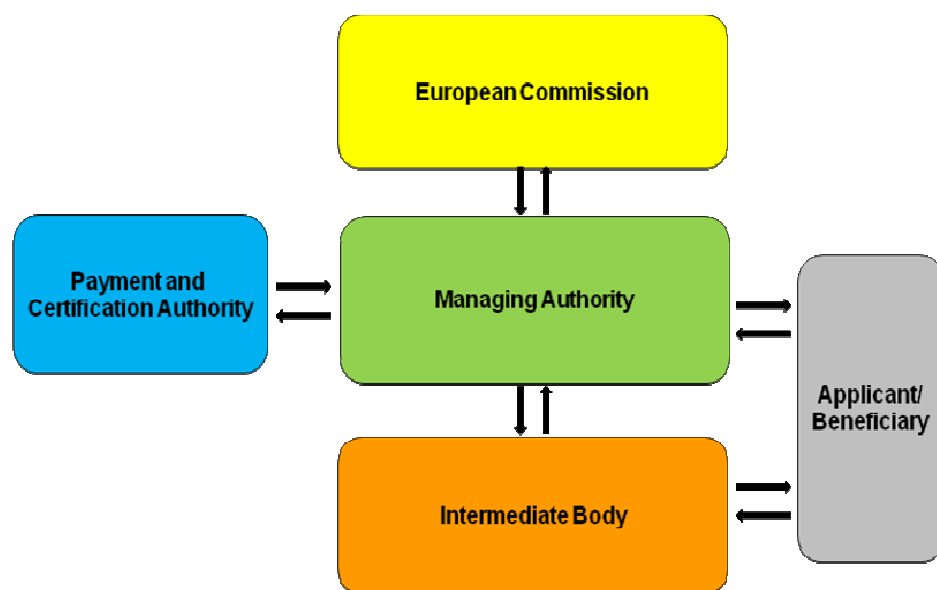 European Commission
Payment and
Certification Authority
Managing Authority
Applicant/
Beneficiary
Intermediate Body